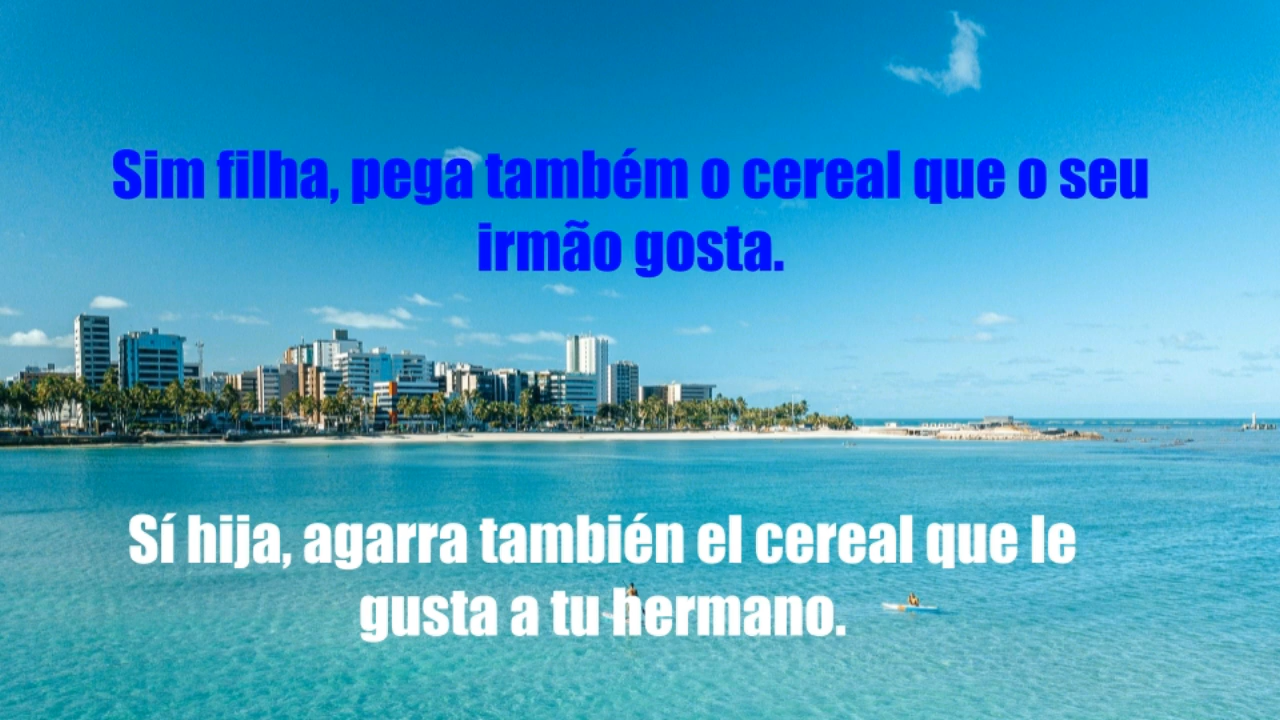 Sim filha, pega também o cereal que o seu
irmão gosta.
Sí hija, agarra también el cereal que le
gusta a tu hermano.